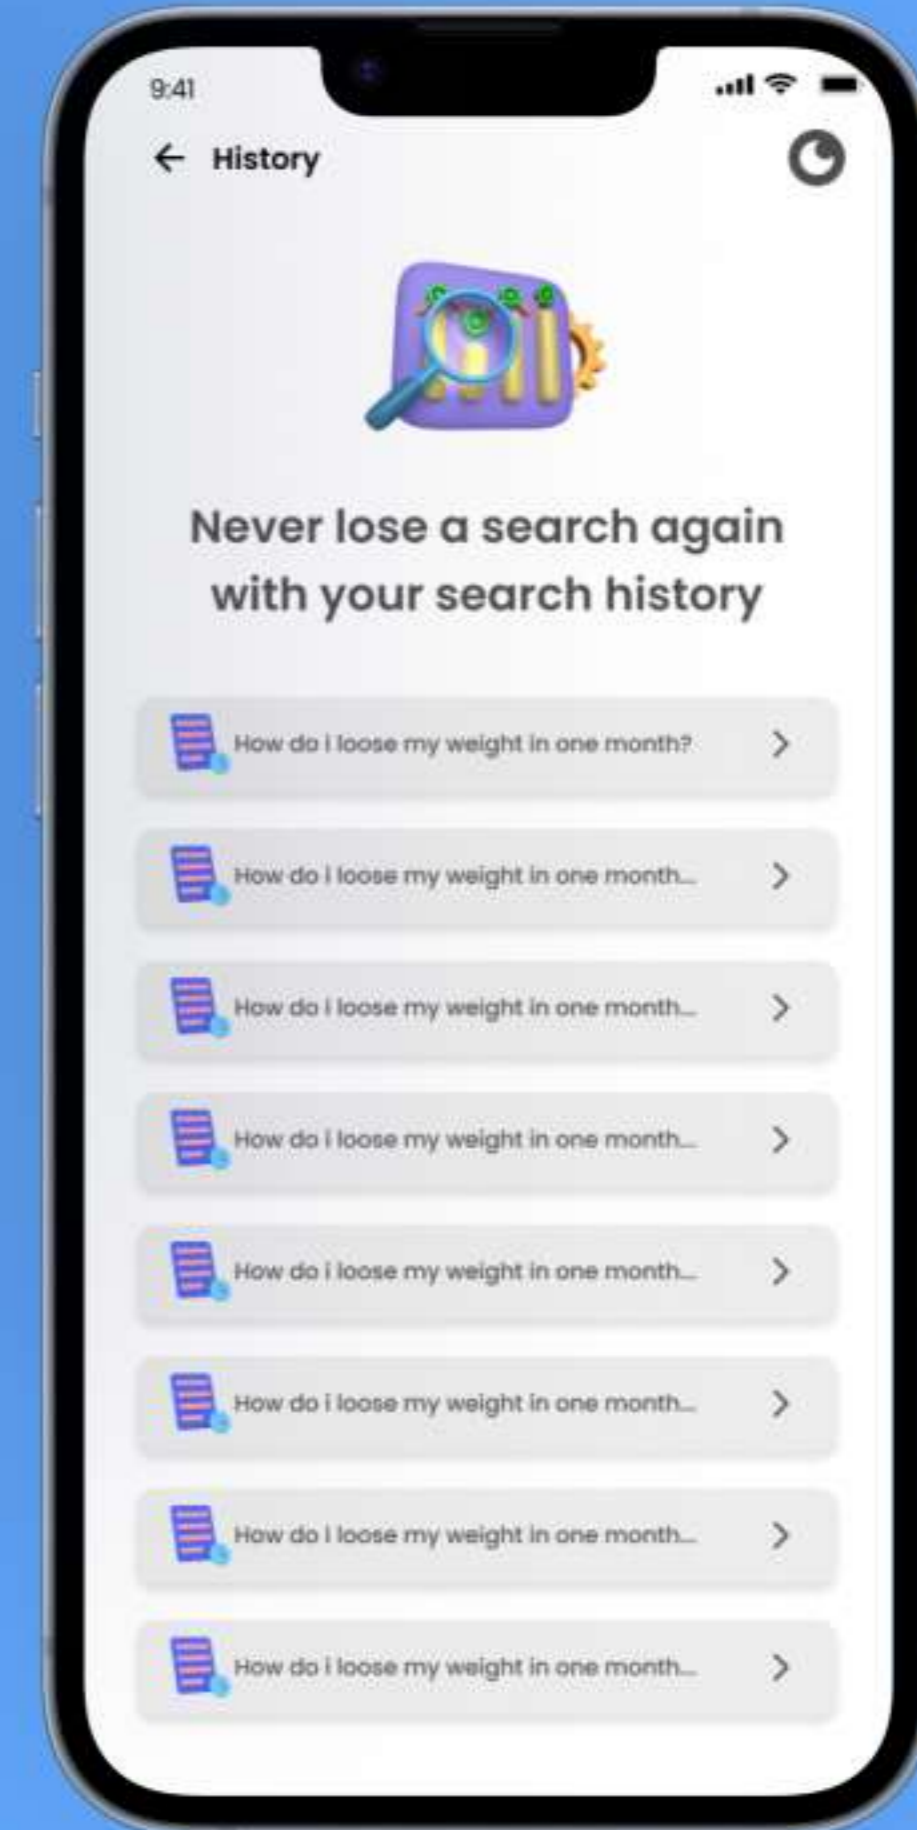 9:41
History
Never lose a search again
with your search history
How do i loose my weight in one month?
How do i loose my weight in one month...
How do i loose my weight in one month...
How do i loose my weight in one month...
How do i loose my weight in one month...
How do i loose my weight in one month...
How do i loose my weight in one month...
How do i loose my weight in one month...